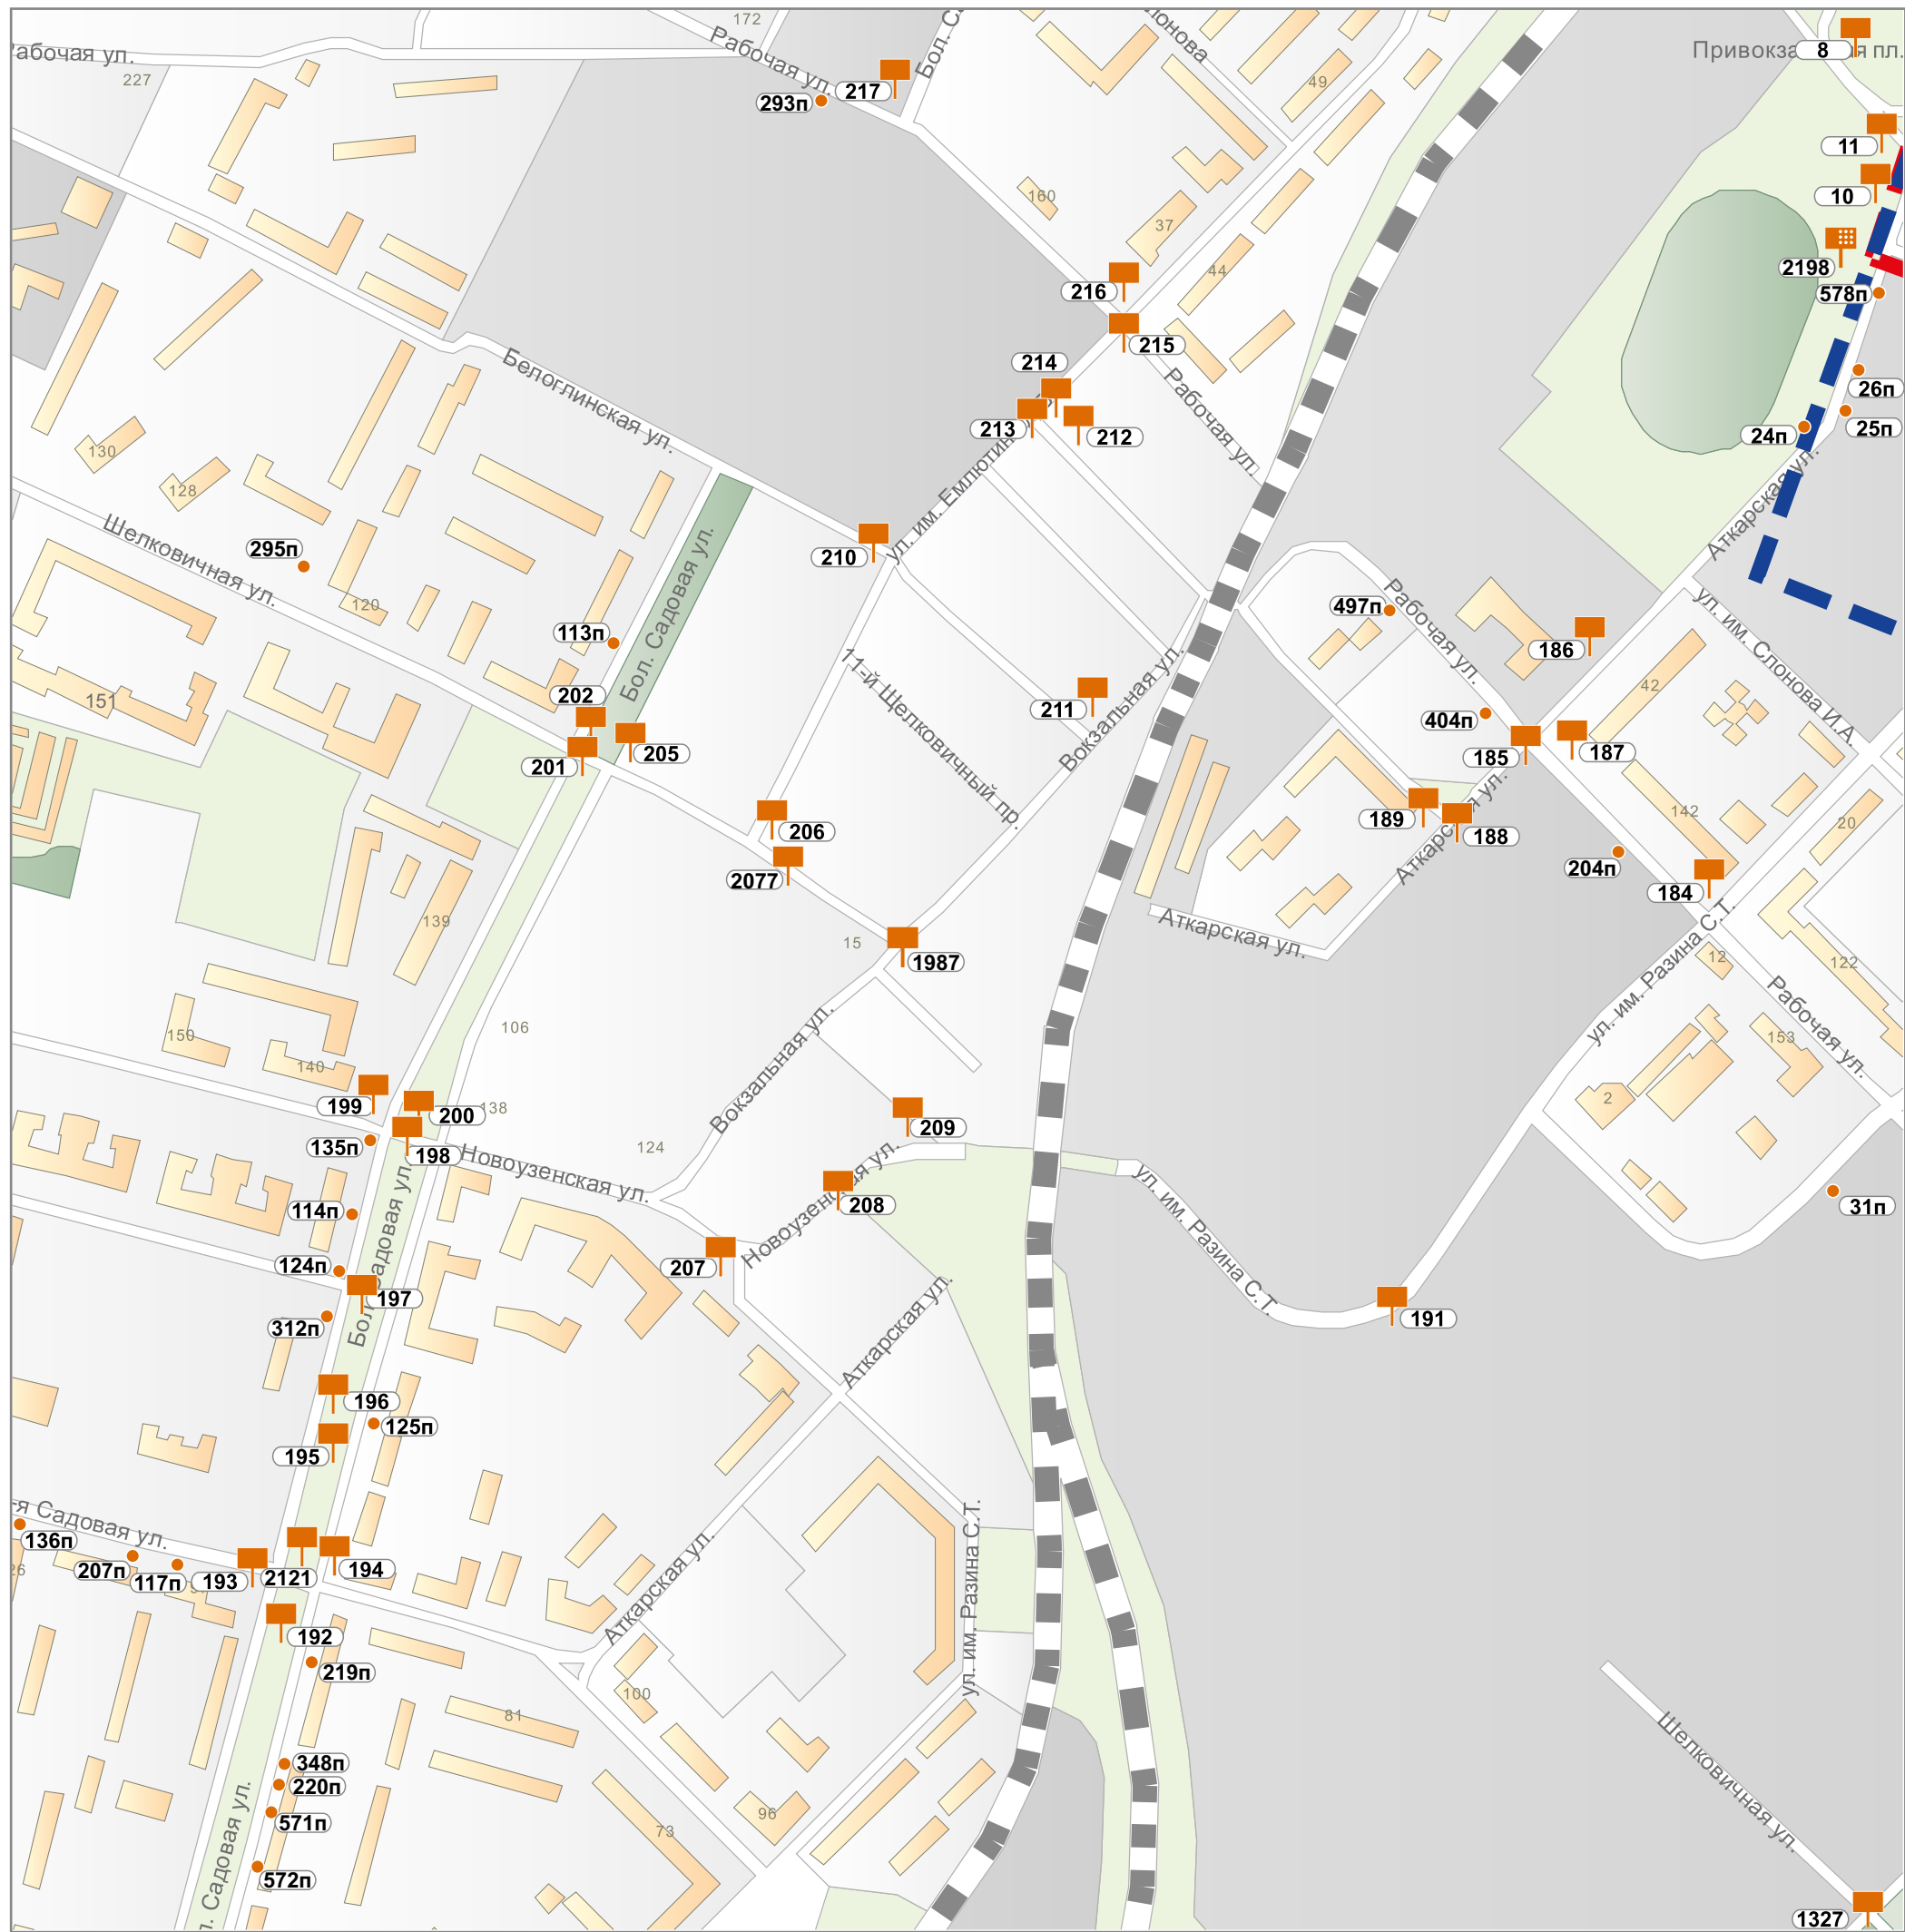 172
абочая ул.
Рабочая ул.
Бол. С
лонова
Привокза
я пл.
8
227
293п
217
49
11
160
37
10
44
2198
216
578п
215
214
Белоглинская ул.
Рабочая ул.
26п
213
212
25п
24п
130
128
ул. им. Емлютин
Аткарская ул.
Шелковичная ул.
295п
210
Бол. Садовая ул.
120
497п
Рабочая ул.
ул. им. Слонова И.А.
113п
186
11-й Щелковичный пр.
Вокзальная ул.
42
151
202
211
404п
201
205
185
187
189
188
Аткарская ул.
142
20
206
204п
2077
184
139
Аткарская ул.
15
1987
ул. им. Разина С.Т.
12
122
106
150
140
Вокзальная ул.
Рабочая ул.
153
199
200
138
2
209
135п
198
Новоузенская ул.
124
ул. им. Разина С.Т.
31п
114п
Бол. Садовая ул.
208
Новоузенская ул.
124п
207
197
312п
191
Аткарская ул.
196
125п
195
-я Садовая ул.
136п
207п
117п
193
2121
194
26
Аткарская ул.
ул. им. Разина С.Т.
192
219п
100
81
Шелковичная ул.
348п
220п
571п
96
73
572п
л. Садовая ул.
1327